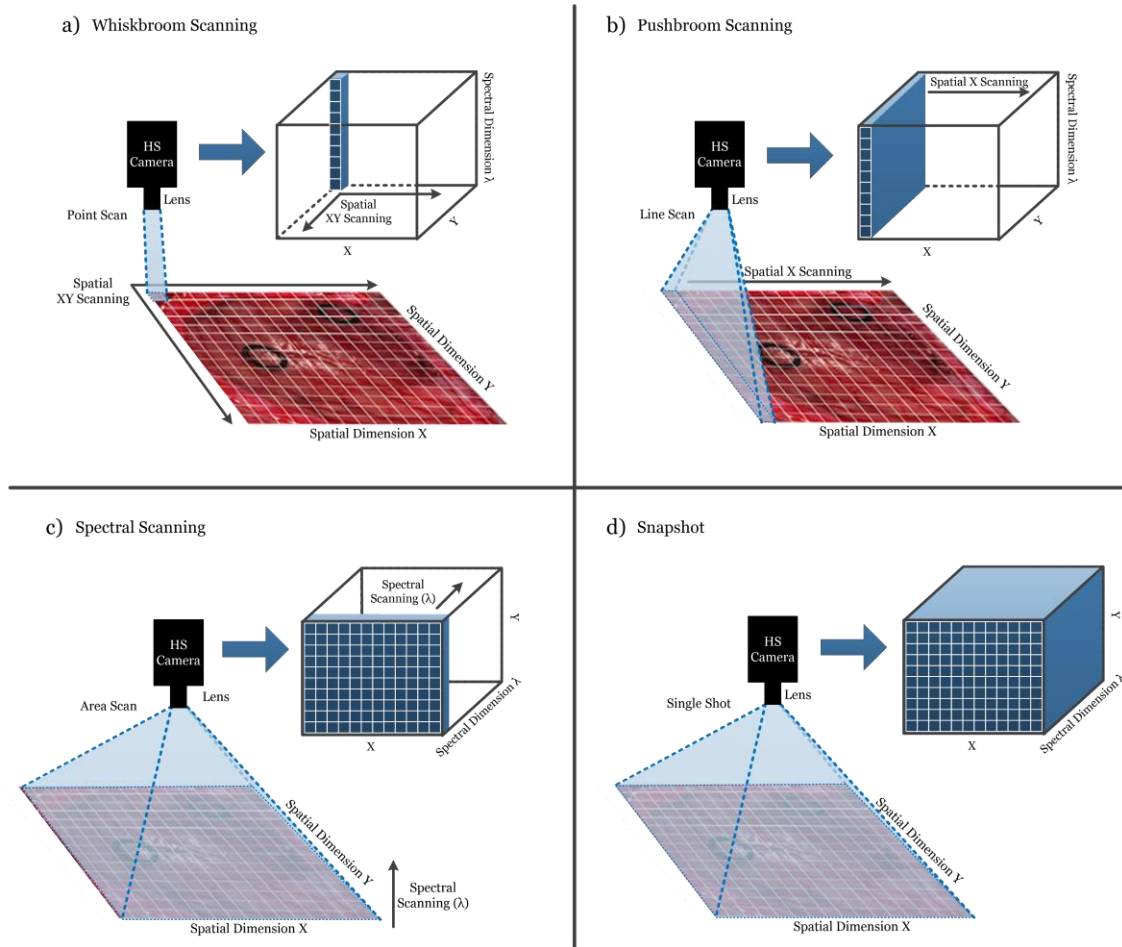 a) Whiskbroom Scanning
HS
Camera
Lens
Point Scan
Spatial
XY Scanning
Spectral Dimension λ
Y
X
Spatial
XY Scanning
Spatial Dimension Y
Spatial Dimension X
b) Pushbroom Scanning
HS
Camera
Lens
Line Scan
Spatial X Scanning
Spectral Dimension λ
Y
X
Spatial X Scanning
Spatial Dimension Y
Spatial Dimension X
c) Spectral Scanning
HS
Camera
Lens
Area Scan
Spectral
Scanning (λ)
Y
X
Spectral Dimension λ
Spatial Dimension Y
Spectral
Scanning (λ)
Spatial Dimension X
d) Snapshot
HS
Camera
Lens
Single Shot
Y
X
Spectral Dimension λ
Spatial Dimension Y
Spatial Dimension X